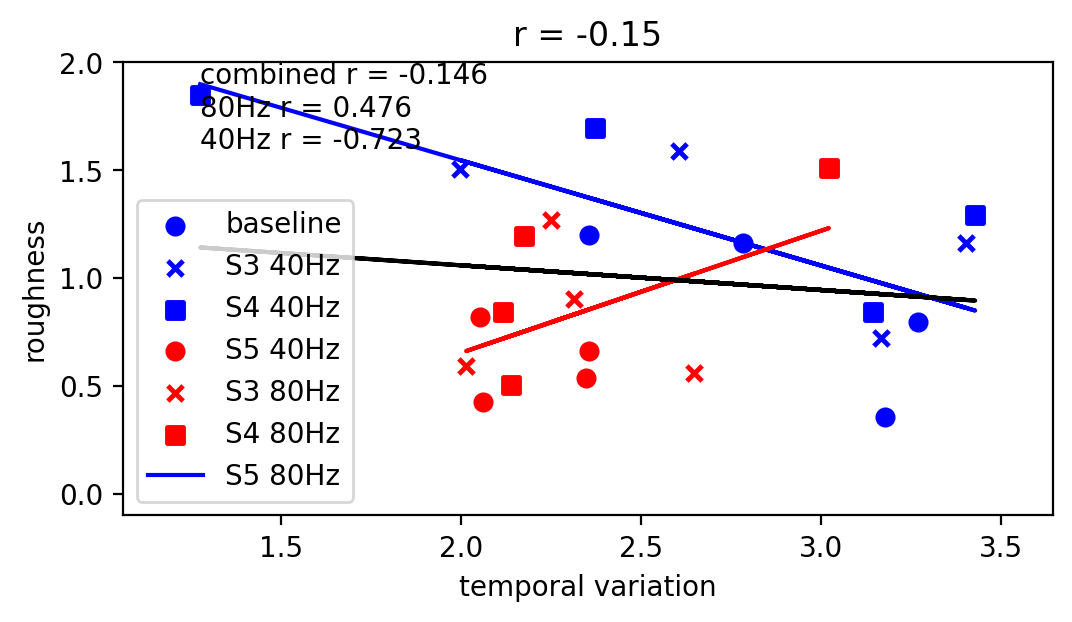 r = -0.15
combined r = -0.146
80Hz r = 0.476
40Hz r = -0.723
baseline
S3 40Hz
S4 40Hz
S5 40Hz
S3 80Hz
S4 80Hz
S5 80Hz
roughness
2.0
1.5
1.0
0.5
0.0
1.5 2.0 2.5 3.0 3.5
temporal variation